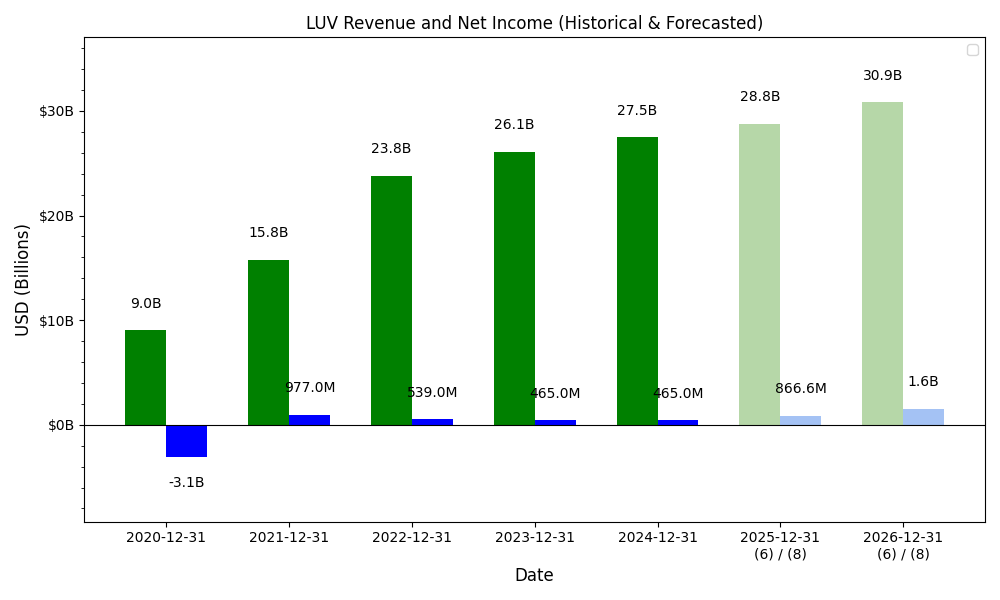 LUV Revenue and Net Income (Historical & Forecasted)
USD (Billions)
$30B
$20B
$10B
$0B
9.0B
-3.1B
15.8B
977.0M
23.8B
539.0M
26.1B
465.0M
27.5B
465.0M
28.8B
866.6M
30.9B
1.6B
2020-12-31
2021-12-31
2022-12-31
2023-12-31
2024-12-31
2025-12-31
(6) / (8)
2026-12-31
(6) / (8)
Date